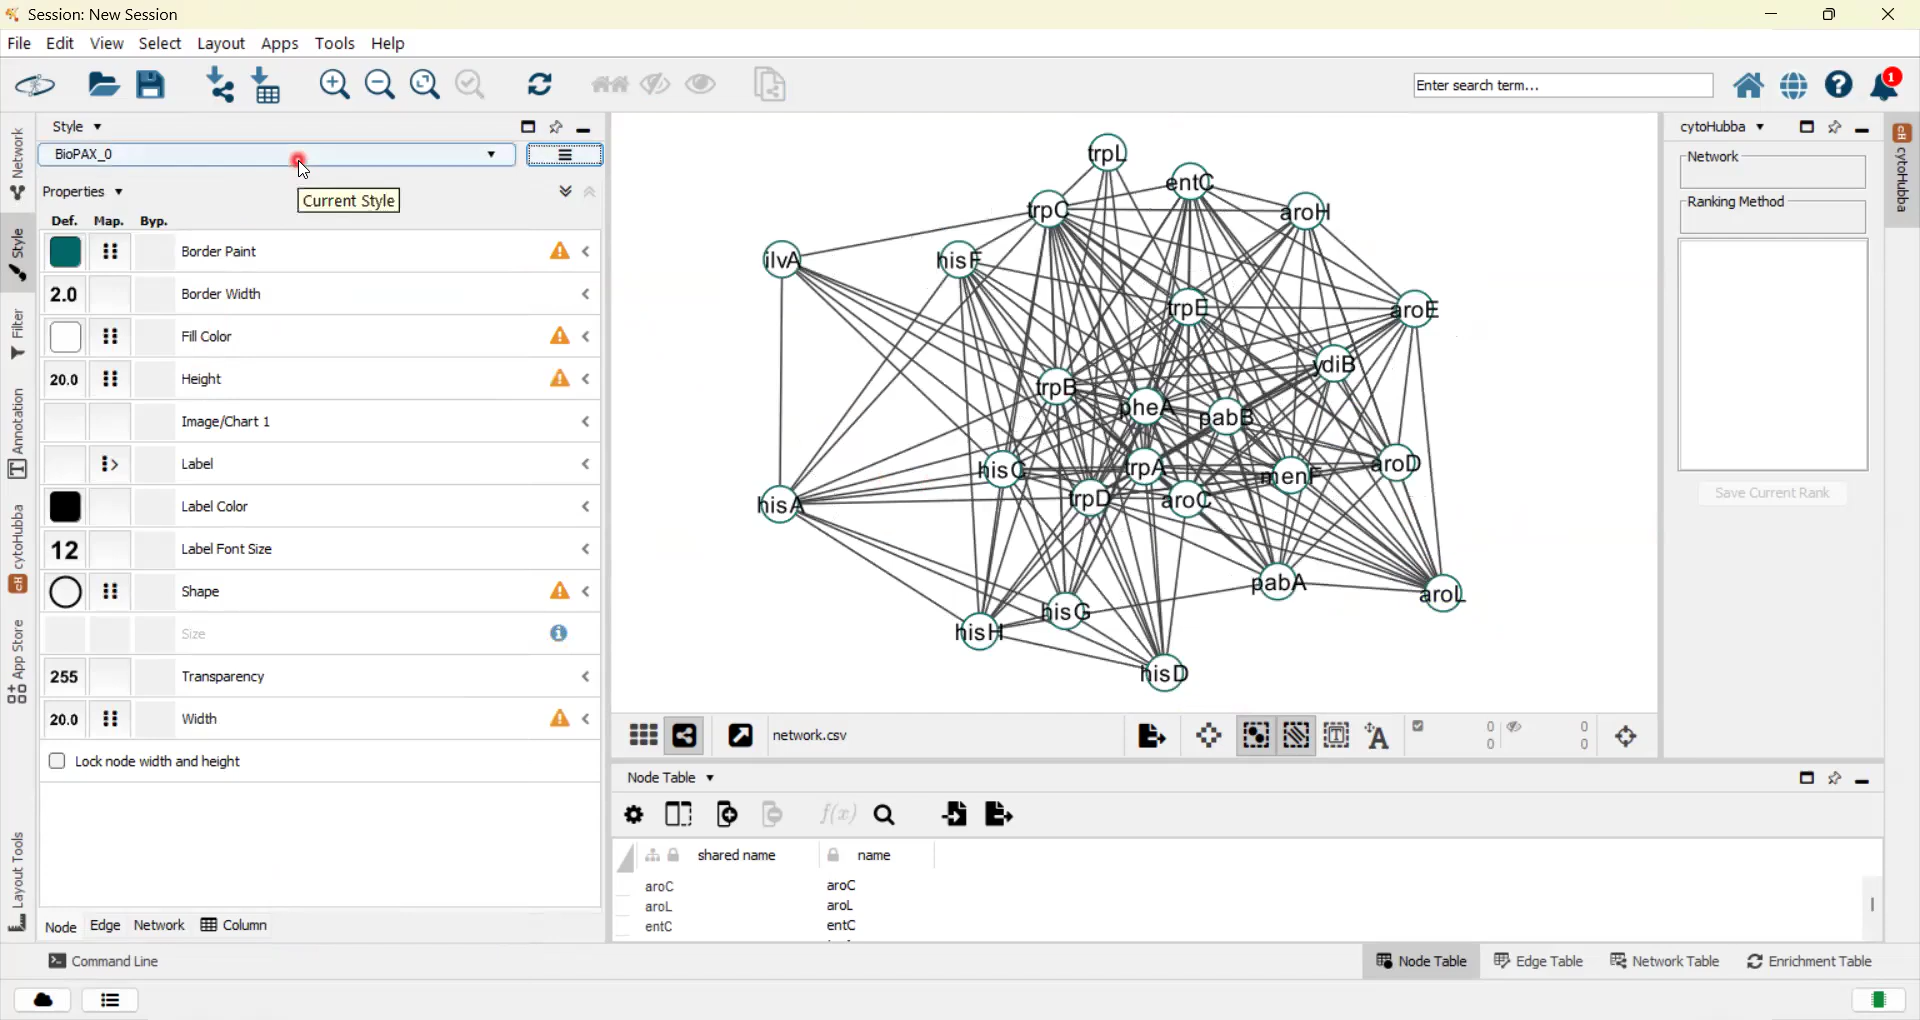 Session: New Session
File Edit View Select Layout Apps Tools Help
Enter search term...
1
Network
Style
Filter
Annotation
cytoHubba
App Store
Layout Tools
Style
BioPAX_0
Current Style
Properties
Def. Map. Byp.
Border Paint
2.0 Border Width
Fill Color
20.0 Height
Image/Chart 1
Label
Label Color
12 Label Font Size
Shape
Size
255 Transparency
20.0 Width
Lock node width and height
Node Edge Network Column
trpL
entC
trpC
aroH
ilvA
hisF
trpE
aroE
ydiB
trpB
pheA
pabB
hisC
trpA
menF
aroD
hisA
trpD
aroC
pabA
aroL
hisG
hisH
hisD
network.csv
0 0
0 0
cytoHubba
Network
Ranking Method
Save Current Rank
cytoHubba
Node Table
f(x)
shared name name
aroC aroC
aroL aroL
entC entC
Command Line
Node Table Edge Table Network Table Enrichment Table